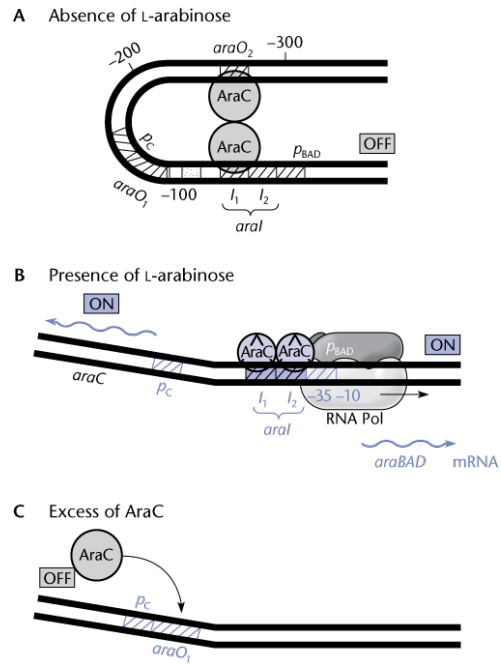 A Absence of L-arabinose
araO2
–200
–300
AraC
AraC
pC
araO1
–100
pBAD
OFF
I1 I2
araI
B Presence of L-arabinose
ON
araC
pC
AraC AraC
pBAD
ON
I1 I2 –35 –10
araI
RNA Pol
araBAD mRNA
C Excess of AraC
AraC
OFF
pC
araO1